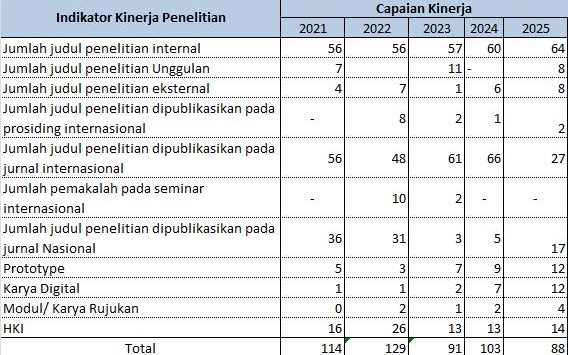 Indikator Kinerja Penelitian Capaian Kinerja
2021 2022 2023 2024 2025
Jumlah judul penelitian internal 56 56 57 60 64
Jumlah judul penelitian Unggulan 7 11 - 8
Jumlah judul penelitian eksternal 4 7 1 6 8
Jumlah judul penelitian dipublikasikan pada
prosiding internasional - 8 2 1 2
Jumlah judul penelitian dipublikasikan pada
jurnal internasional 56 48 61 66 27
Jumlah pemakalah pada seminar
internasional - 10 2 - -
Jumlah judul penelitian dipublikasikan pada
jurnal Nasional 36 31 3 5 17
Prototype 5 3 7 9 12
Karya Digital 1 1 2 7 12
Modul/ Karya Rujukan 0 2 1 2 4
HKI 16 26 13 13 14
Total 114 129 91 103 88